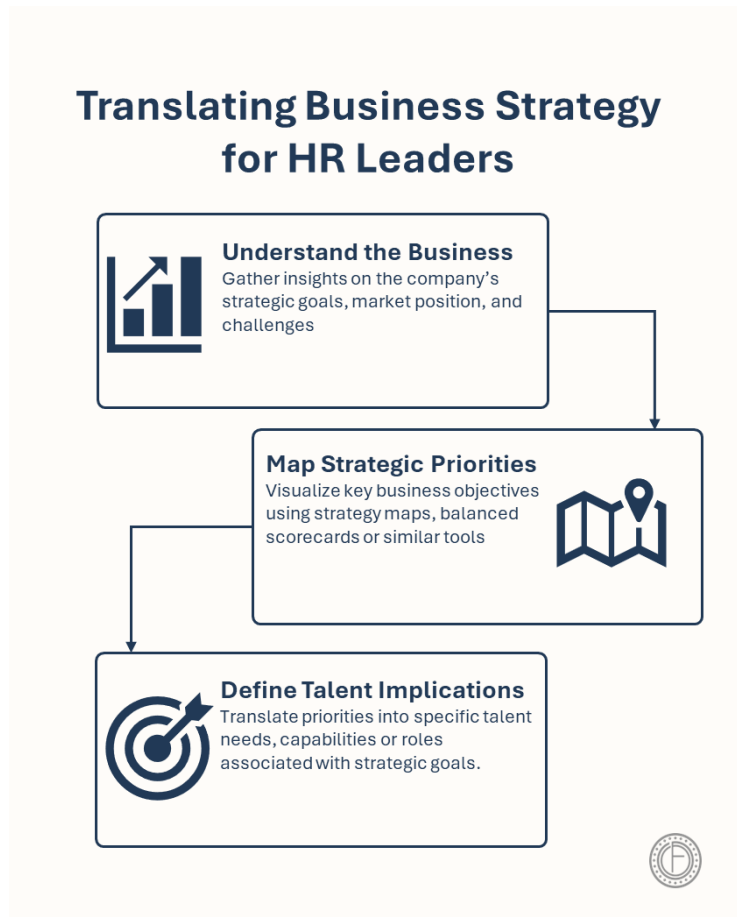 Translating Business Strategy
for HR Leaders
Understand the Business
Gather insights on the company's
strategic goals, market position, and
challenges
Map Strategic Priorities
Visualize key business objectives
using strategy maps, balanced
scorecards or similar tools
Define Talent Implications
Translate priorities into specific talent
needs, capabilities or roles
associated with strategic goals.